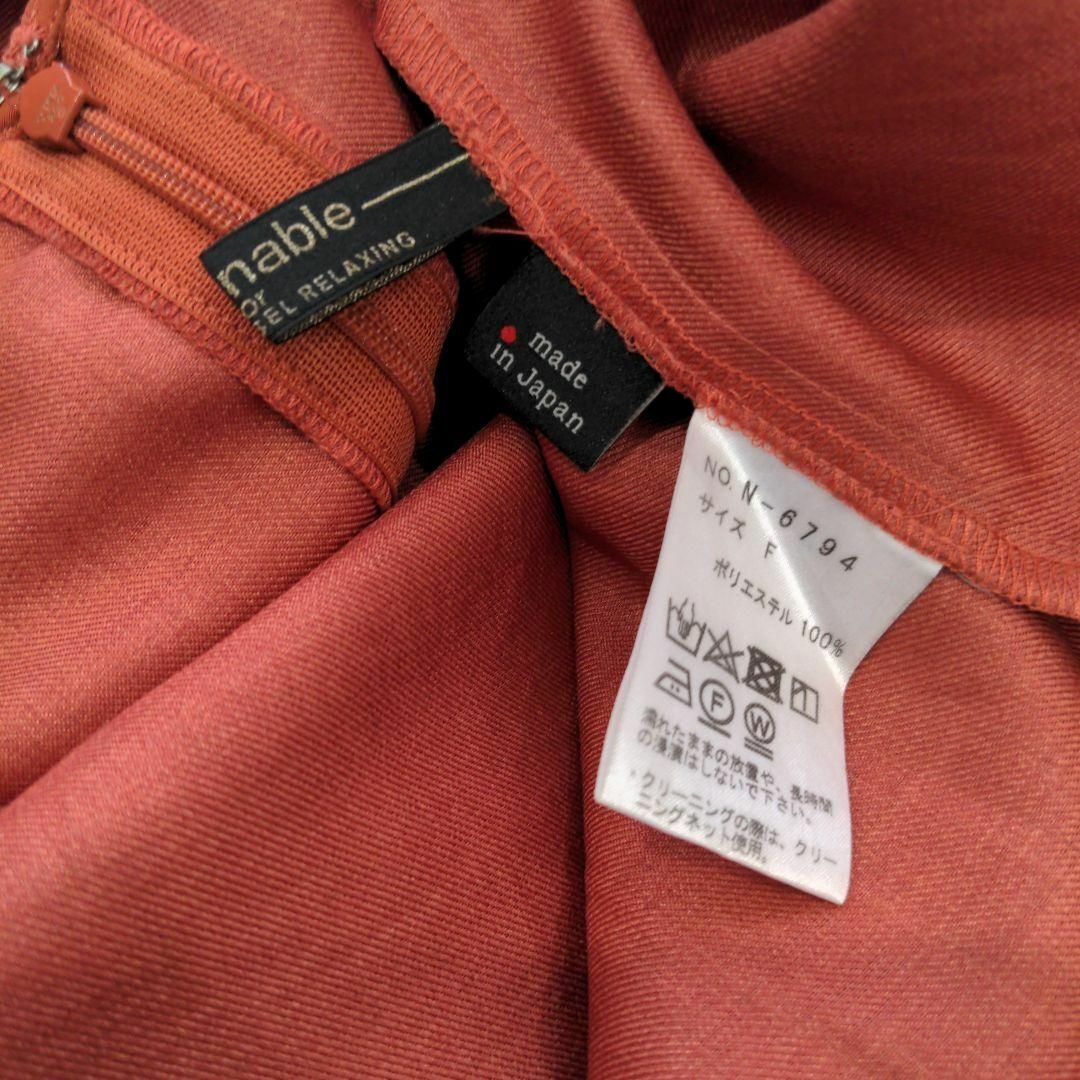 nable
or
TEL RELAXING
made
in Japan
NO. N-6794
サイズ F
ポリエステル 100%
F W
濡れたままの放置や、長時間
の浸漬はしないで下さい。
*クリーニングの際は、クリー
ニングネット使用。